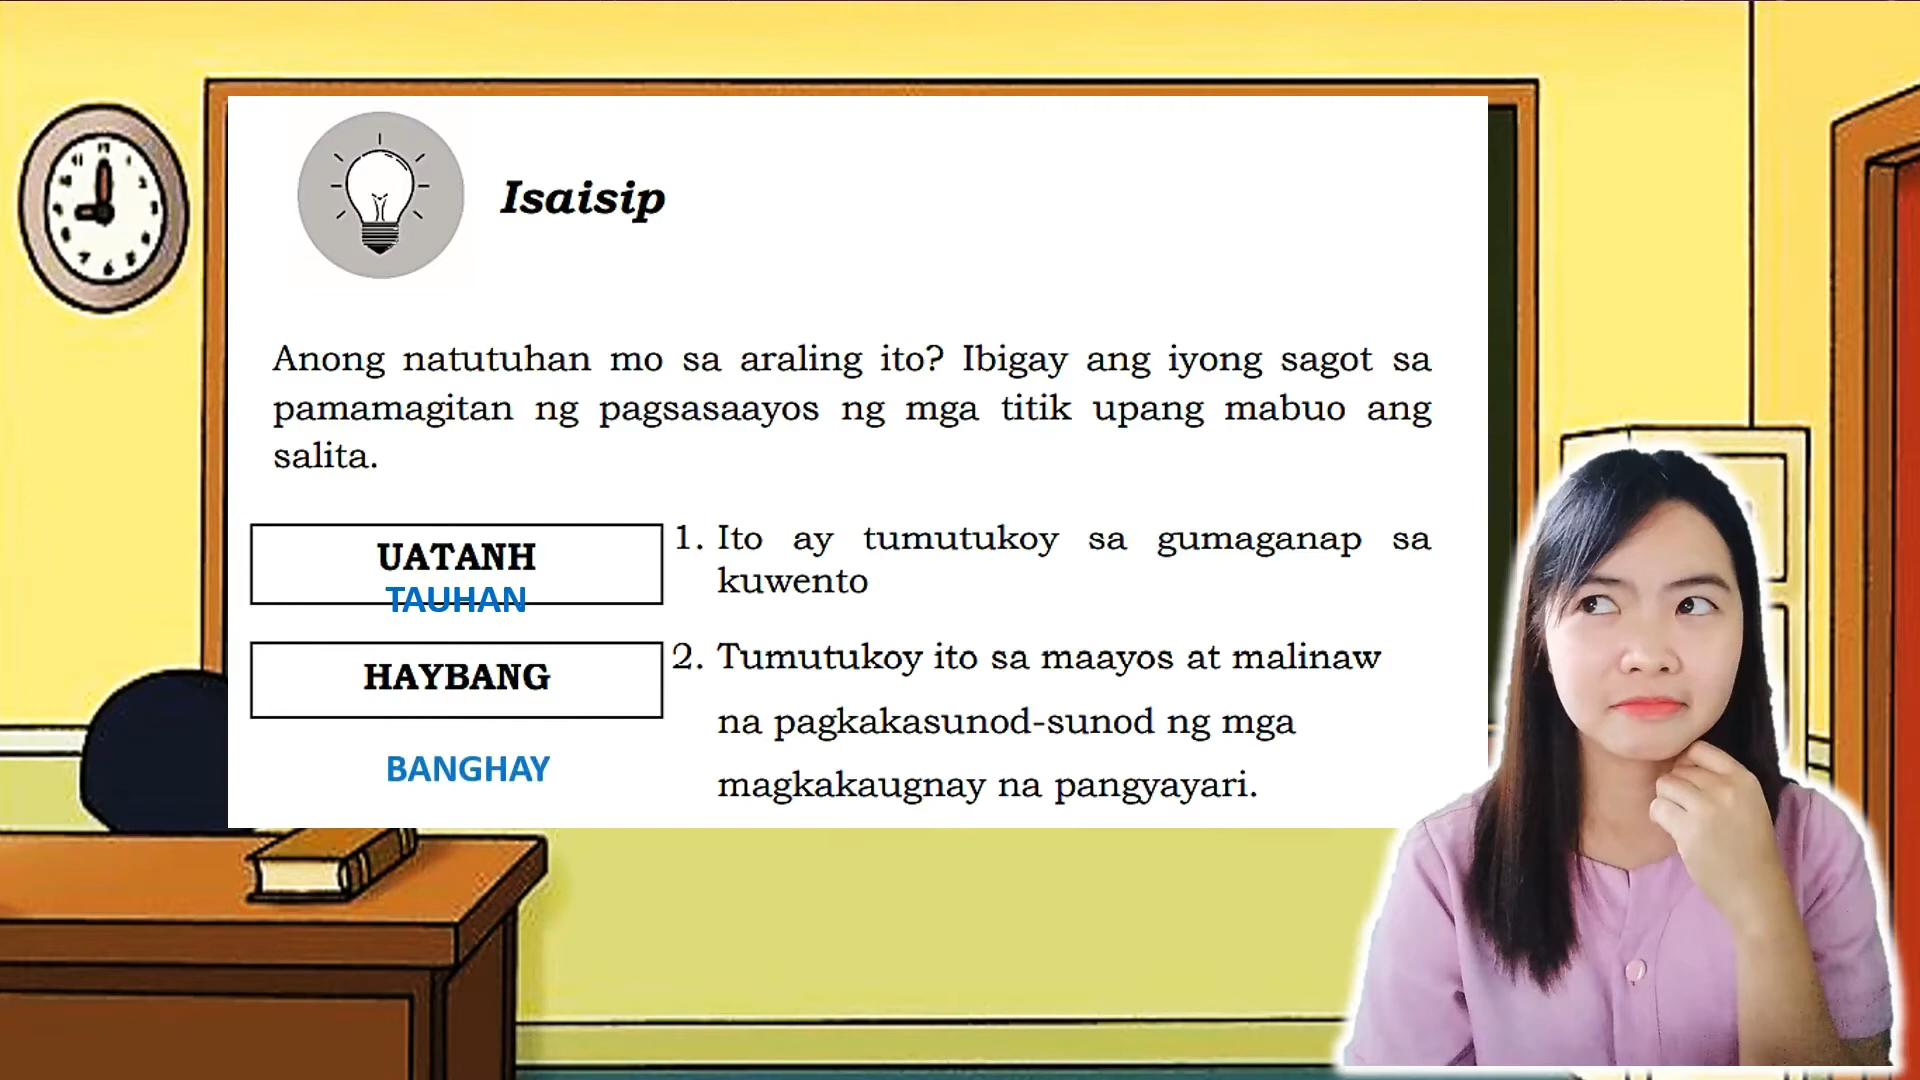 Isaisip
Anong natutuhan mo sa araling ito? Ibigay ang iyong sagot sa
pamamagitan ng pagsasaayos ng mga titik upang mabuo ang
salita.
UATANH
TAUHAN
1. Ito ay tumutukoy sa gumaganap sa
kuwento
HAYBANG
BANGHAY
2. Tumutukoy ito sa maayos at malinaw
na pagkakasunod-sunod ng mga
magkakaugnay na pangyayari.